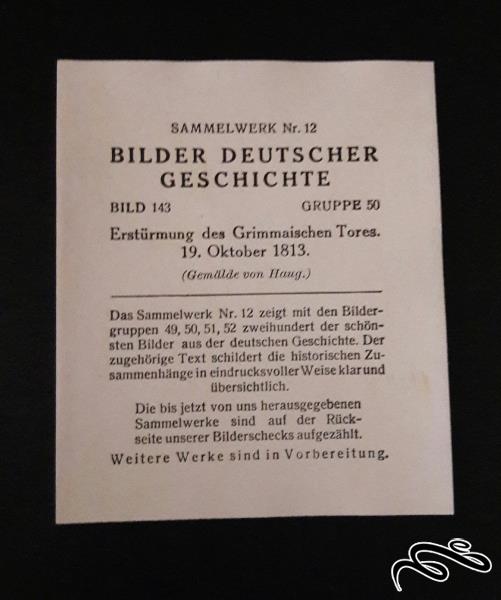 SAMMELWERK Nr. 12
BILDER DEUTSCHER
GESCHICHTE
BILD 143 GRUPPE 50
Erstürmung des Grimmaischen Tores.
19. Oktober 1813.
(Gemälde von Haug.)
Das Sammelwerk Nr. 12 zeigt mit den Bilder-
gruppen 49, 50, 51, 52 zweihundert der schön-
sten Bilder aus der deutschen Geschichte. Der
zugehörige Text schildert die historischen Zu-
sammenhänge in eindrucksvoller Weise klar und
übersichtlich.
Die bis jetzt von uns herausgegebenen
Sammelwerke sind auf der Rück-
seite unserer Bilderschecks aufgezählt.
Weitere Werke sind in Vorbereitung.